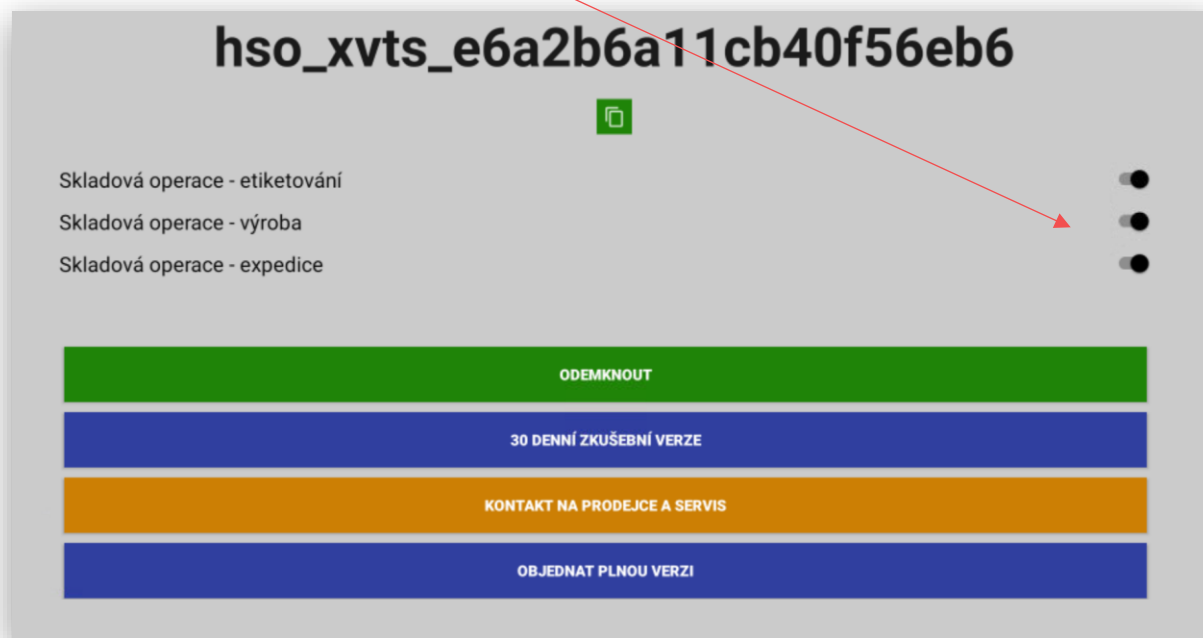 hso_xvts_e6a2b6a11cb40f56eb6
Skladová operace - etiketování
Skladová operace - výroba
Skladová operace - expedice
ODEMKNOUT
30 DENNÍ ZKUŠEBNÍ VERZE
KONTAKT NA PRODEJCE A SERVIS
OBJEDNAT PLNOU VERZI